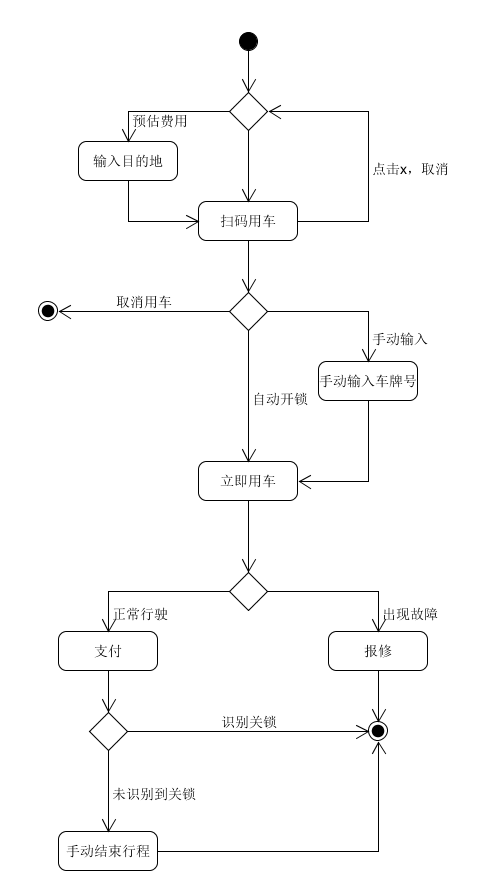 预估费用
输入目的地
点击x，取消
扫码用车
取消用车
手动输入
手动输入车牌号
自动开锁
立即用车
正常行驶
出现故障
支付
报修
识别关锁
未识别到关锁
手动结束行程